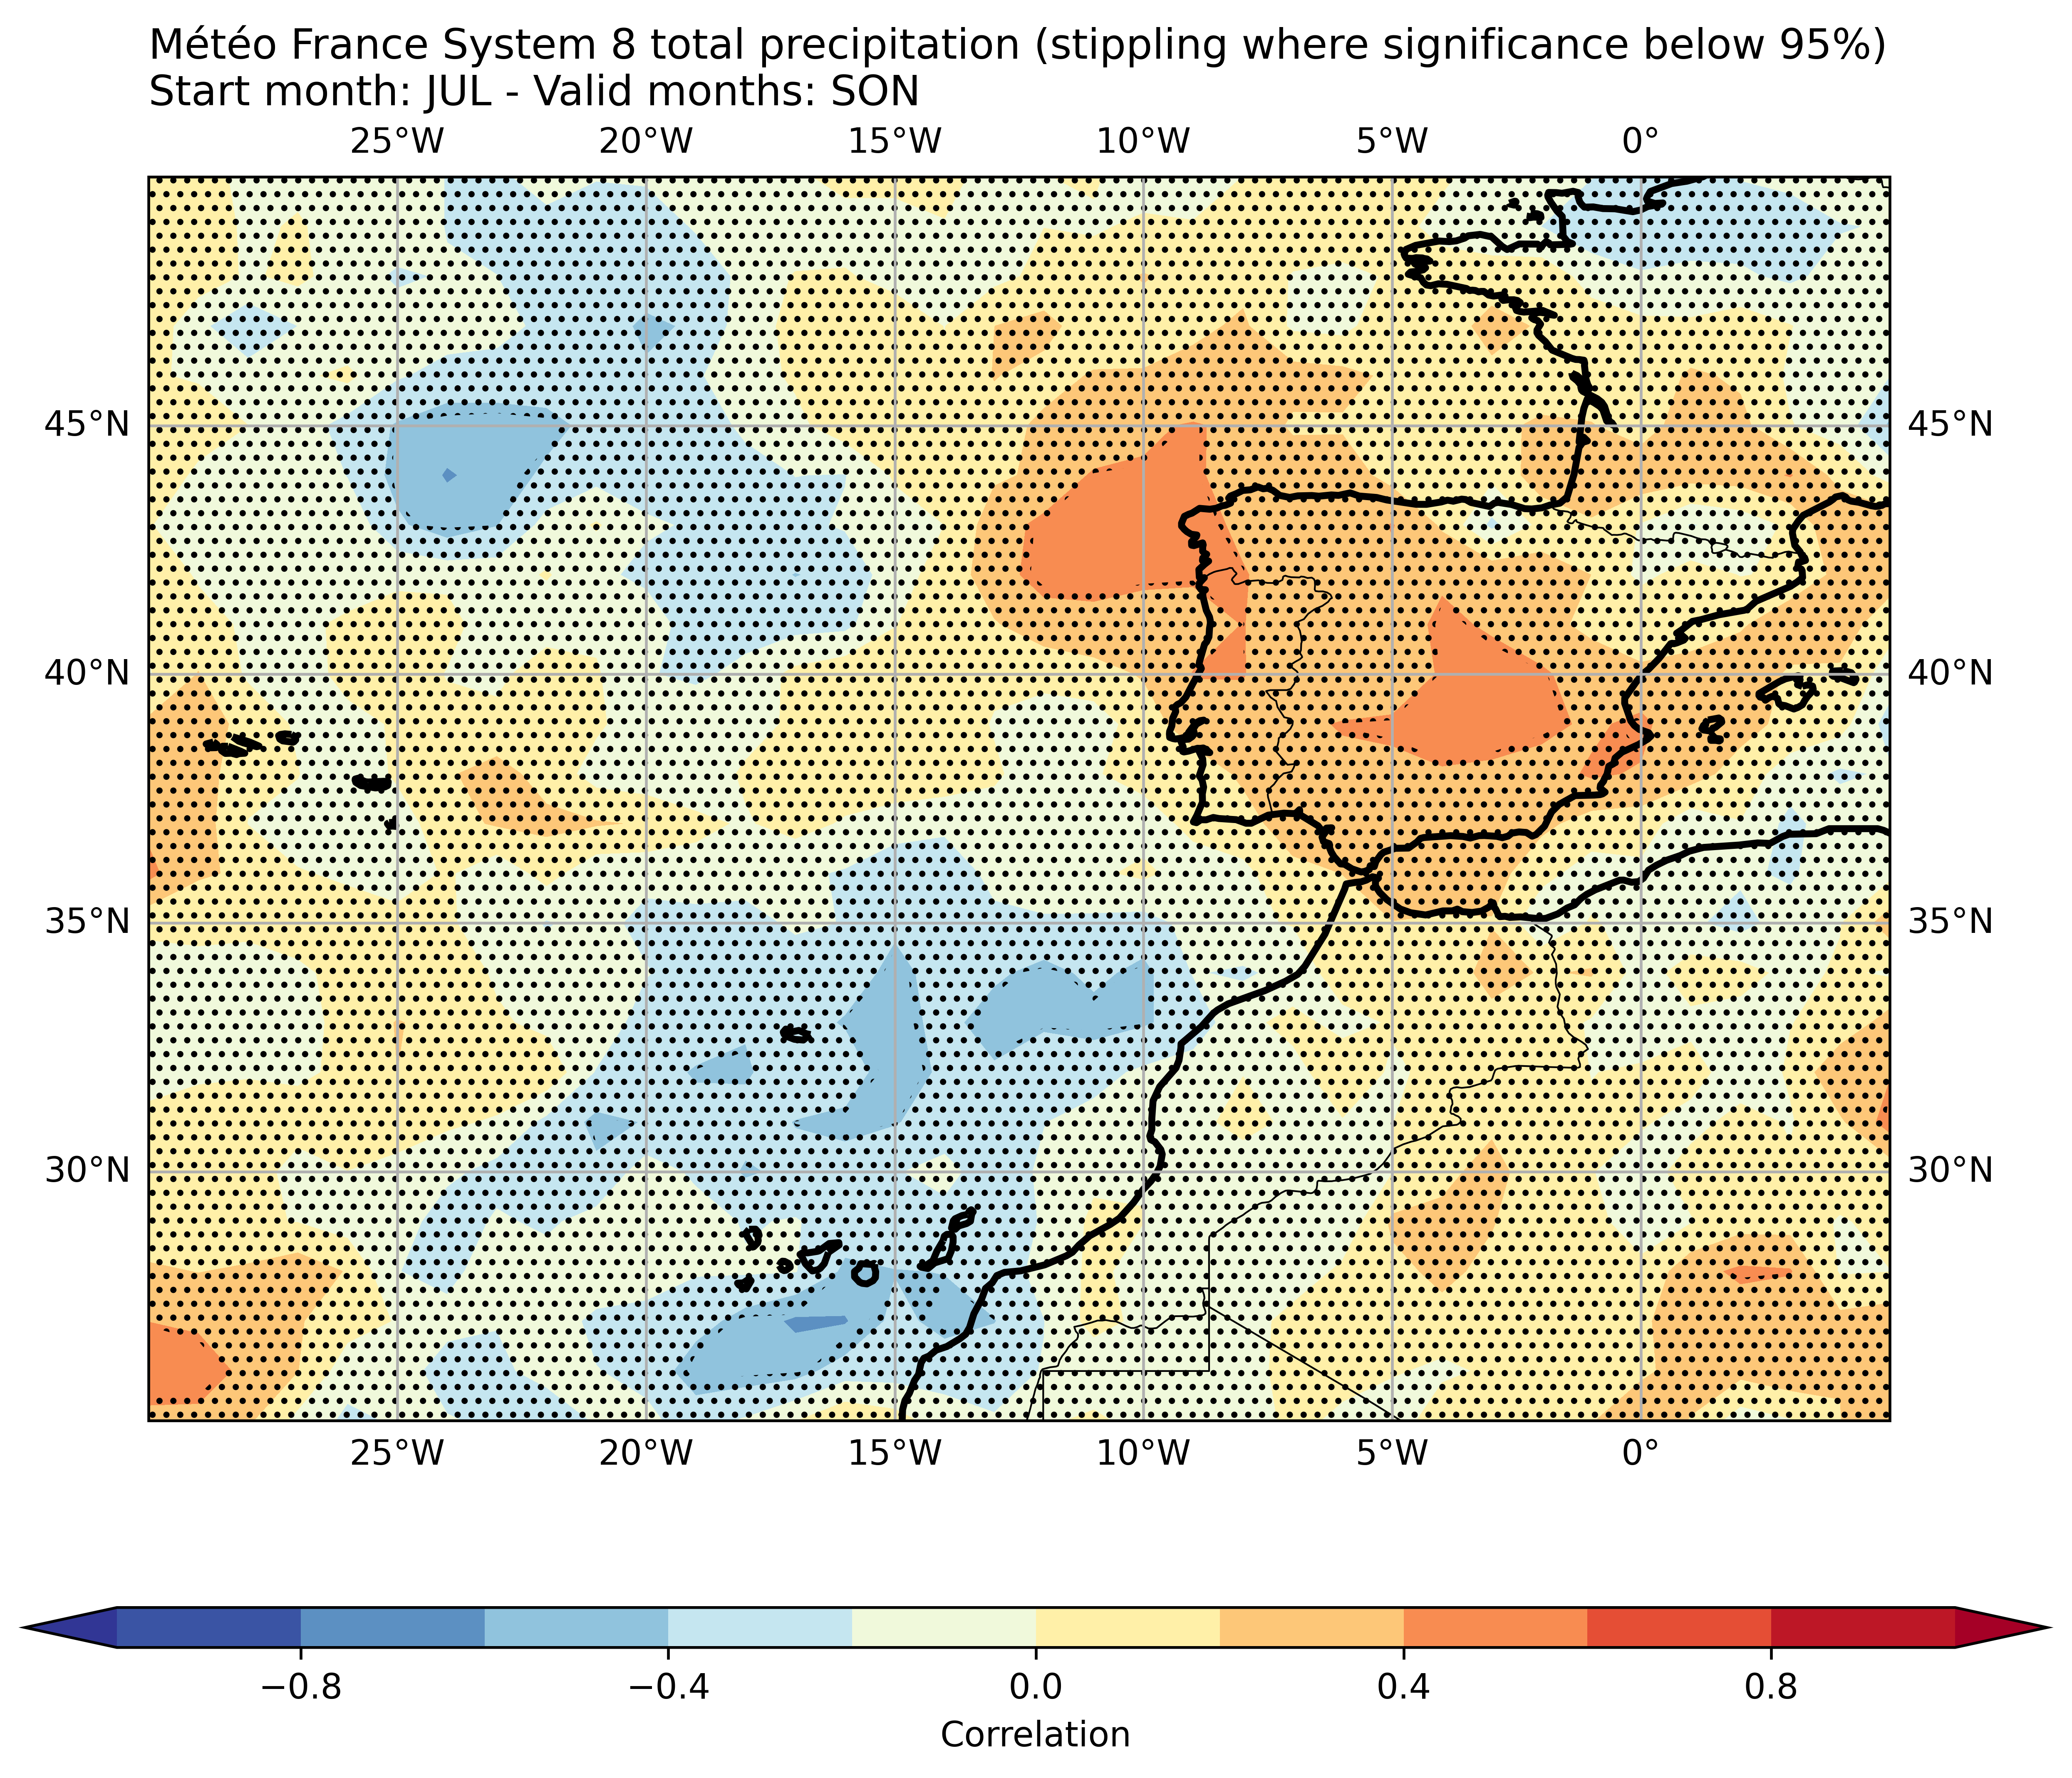 Météo France System 8 total precipitation (stippling where significance below 95%)
Start month: JUL - Valid months: SON
25°W 20°W 15°W 10°W 5°W 0°
45°N 45°N
40°N 40°N
35°N 35°N
30°N 30°N
25°W 20°W 15°W 10°W 5°W 0°
−0.8 −0.4 0.0 0.4 0.8
Correlation